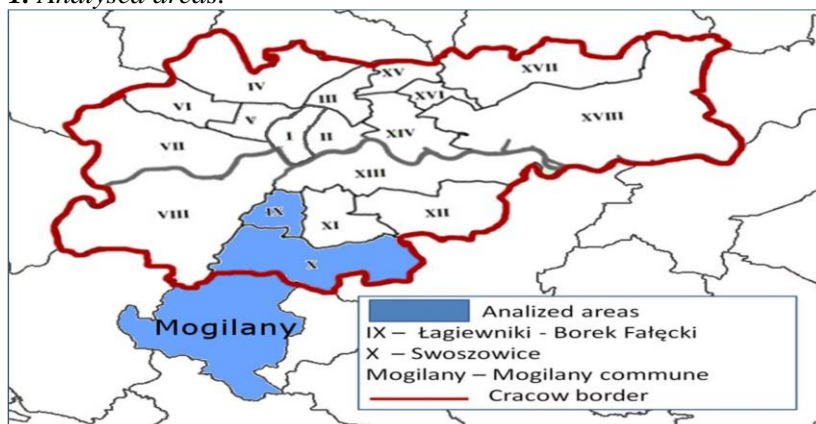 1. Analysed areas.
IV
XV
XVII
VI
III
XVI
V
XVIII
VII
I
II
XIV
XIII
VIII
IX
XI
XII
X
Mogilany
Analized areas
IX – Łagiewniki - Borek Fałęcki
X – Swoszowice
Mogilany – Mogilany commune
Cracow border